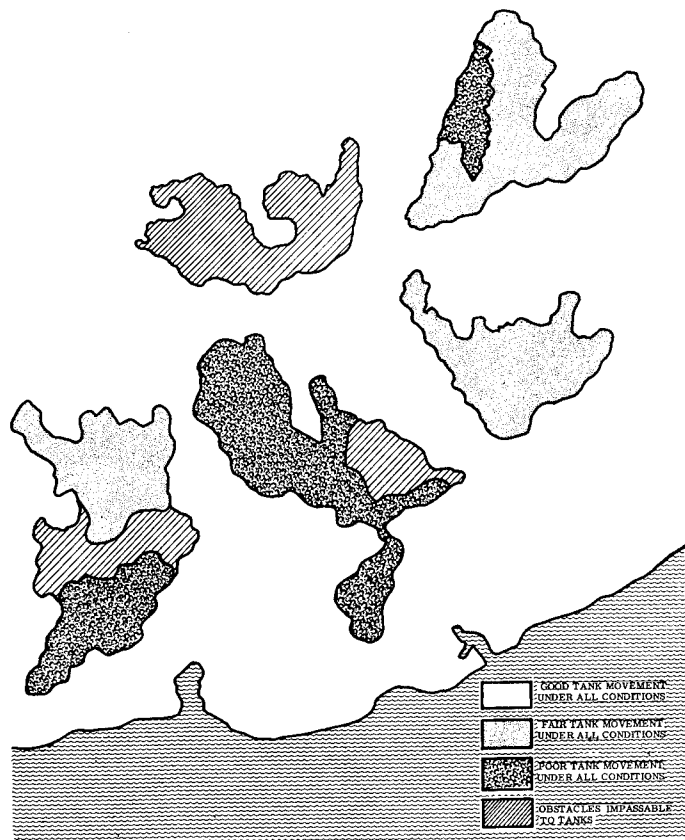 GOOD TANK MOVEMENT
UNDER ALL CONDITIONS
FAIR TANK MOVEMENT
UNDER ALL CONDITIONS
POOR TANK MOVEMENT
UNDER ALL CONDITIONS
OBSTACLES IMPASSABLE
TO TANKS